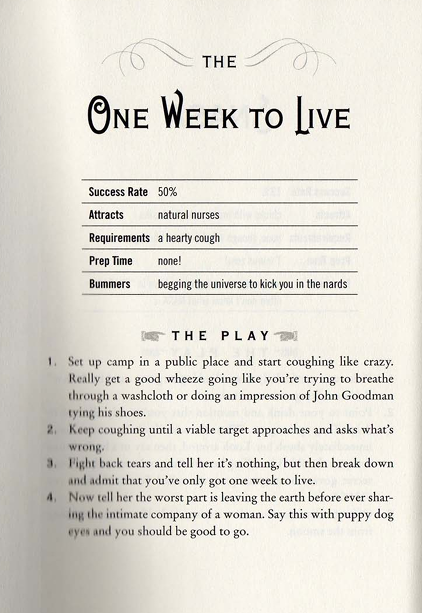 THE
ONE WEEK TO LIVE
Success Rate 50%
Attracts natural nurses
Requirements a hearty cough
Prep Time none!
Bummers begging the universe to kick you in the nards
THE PLAY
1. Set up camp in a public place and start coughing like crazy.
Really get a good wheeze going like you're trying to breathe
through a washcloth or doing an impression of John Goodman
tying his shoes.
2. Keep coughing until a viable target approaches and asks what's
wrong.
3. Fight back tears and tell her it's nothing, but then break down
and admit that you've only got one week to live.
4. Now tell her the worst part is leaving the earth before ever shar-
ing the intimate company of a woman. Say this with puppy dog
eyes and you should be good to go.